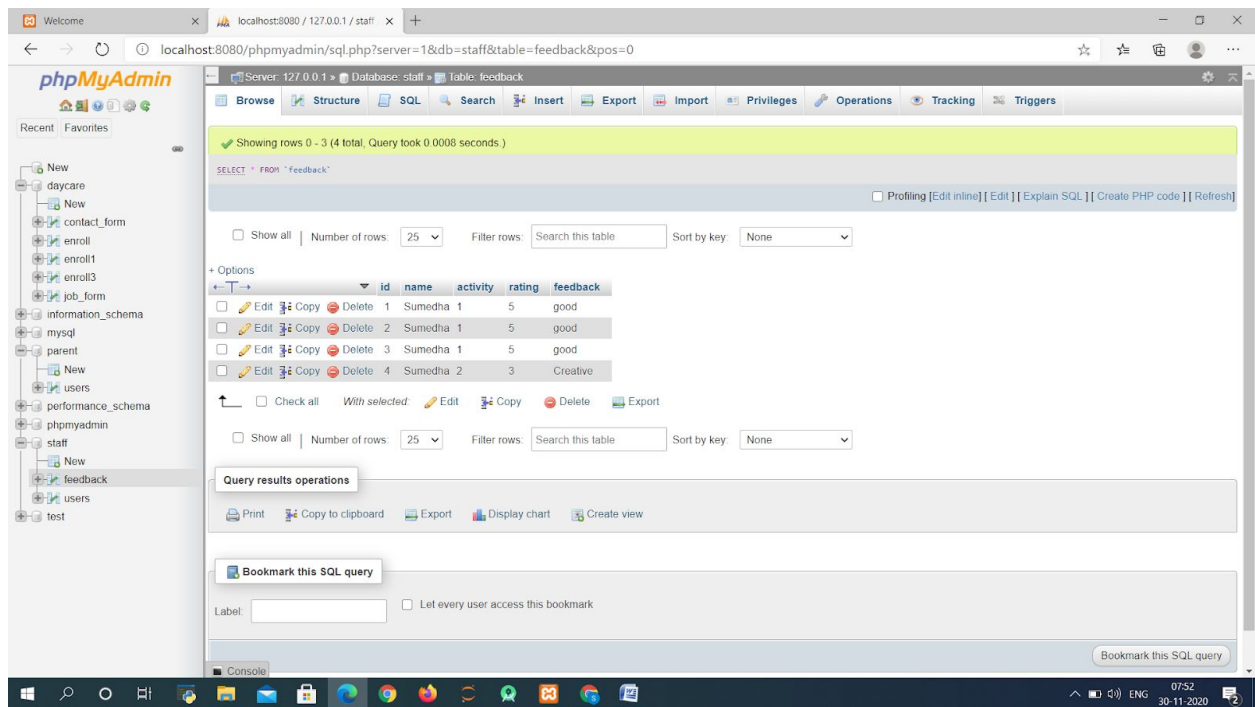 Welcome
localhost:8080 / 127.0.0.1 / staff
localhost:8080/phpmyadmin/sql.php?server=1&db=staff&table=feedback&pos=0
phpMyAdmin
Recent Favorites
New
daycare
New
contact_form
enroll
enroll1
enroll3
job_form
information_schema
mysql
parent
New
users
performance_schema
phpmyadmin
staff
New
feedback
users
test
Server: 127.0.0.1 » Database: staff » Table: feedback
Browse Structure SQL Search Insert Export Import Privileges Operations Tracking Triggers
Showing rows 0 - 3 (4 total, Query took 0.0008 seconds.)
SELECT * FROM `feedback`
Profiling [Edit inline] [ Edit ] [ Explain SQL ] [ Create PHP code ] [ Refresh]
Show all | Number of rows: 25 Filter rows: Search this table Sort by key: None
+ Options
←T→ id name activity rating feedback
Edit Copy Delete 1 Sumedha 1 5 good
Edit Copy Delete 2 Sumedha 1 5 good
Edit Copy Delete 3 Sumedha 1 5 good
Edit Copy Delete 4 Sumedha 2 3 Creative
Check all With selected: Edit Copy Delete Export
Show all | Number of rows: 25 Filter rows: Search this table Sort by key: None
Query results operations
Print Copy to clipboard Export Display chart Create view
Bookmark this SQL query
Label: Let every user access this bookmark
Bookmark this SQL query
Console
ENG 07:52
30-11-2020
2